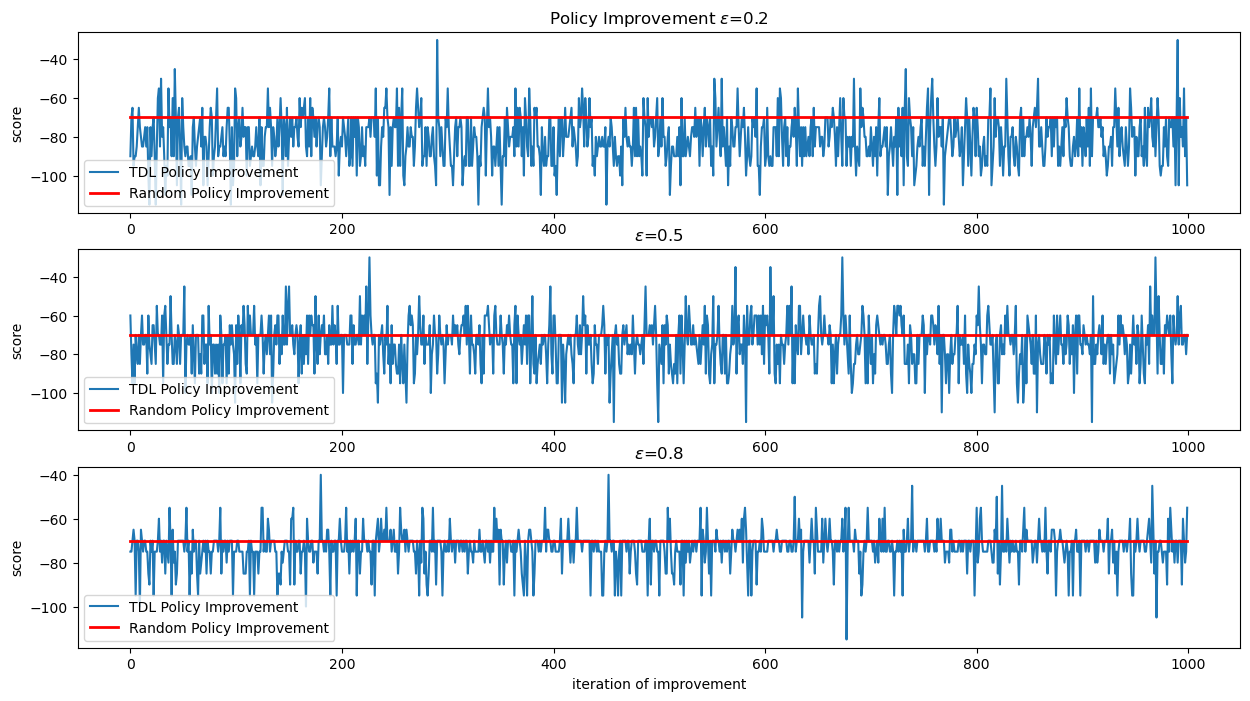 Policy Improvement ε=0.2
score
−40
−60
−80
−100
TDL Policy Improvement
Random Policy Improvement
0 200 400 600 800 1000
ε=0.5
score
−40
−60
−80
−100
TDL Policy Improvement
Random Policy Improvement
0 200 400 600 800 1000
ε=0.8
score
−40
−60
−80
−100
TDL Policy Improvement
Random Policy Improvement
0 200 400 600 800 1000
iteration of improvement